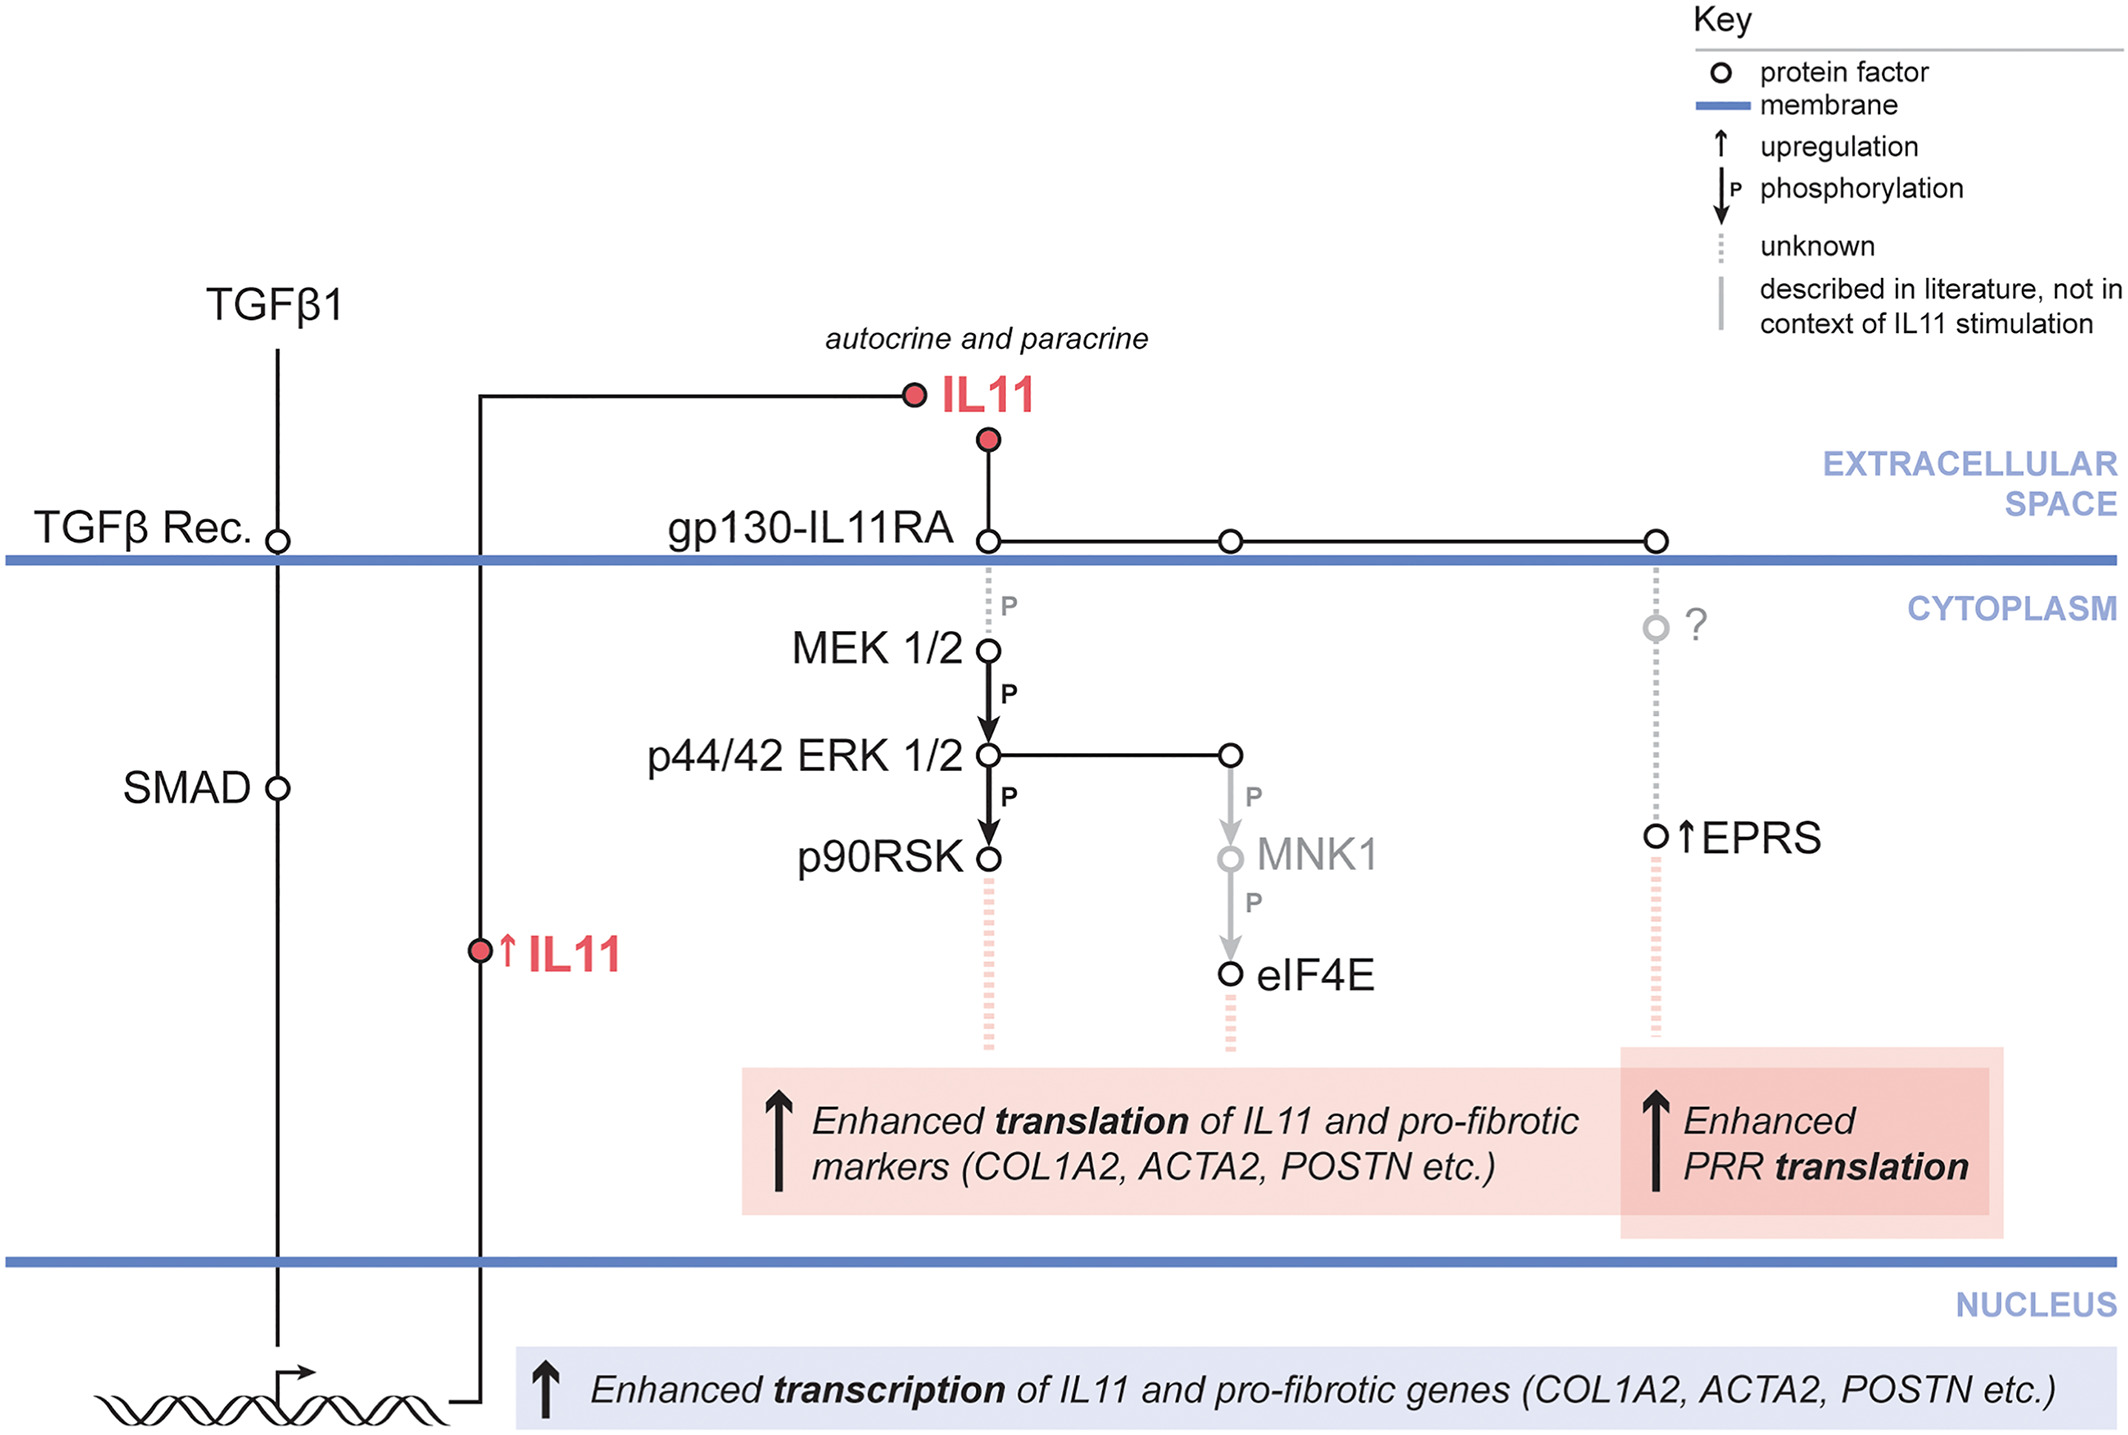 Key
protein factor
membrane
upregulation
P phosphorylation
unknown
described in literature, not in
context of IL11 stimulation
TGFβ1
autocrine and paracrine
IL11
EXTRACELLULAR
SPACE
TGFβ Rec.
gp130-IL11RA
CYTOPLASM
P
?
MEK 1/2
P
p44/42 ERK 1/2
SMAD
P
P
p90RSK
MNK1
↑EPRS
P
↑ IL11
eIF4E
Enhanced translation of IL11 and pro-fibrotic
markers (COL1A2, ACTA2, POSTN etc.)
Enhanced
PRR translation
NUCLEUS
Enhanced transcription of IL11 and pro-fibrotic genes (COL1A2, ACTA2, POSTN etc.)